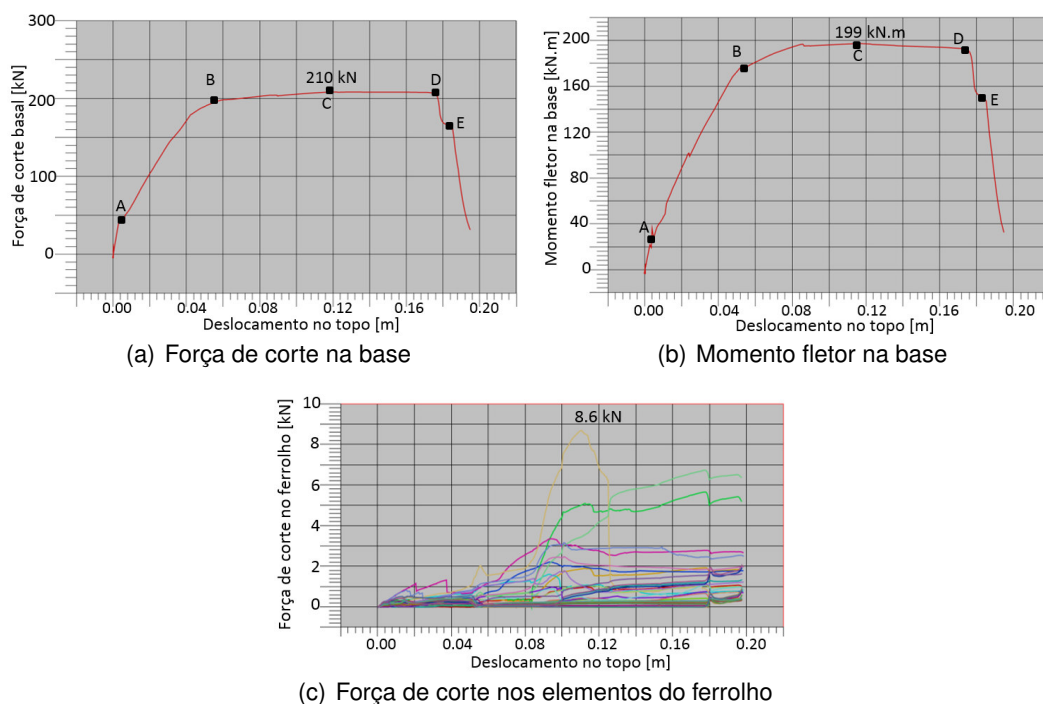 300
200
100
0
Força de corte basal [kN]
A
B
210 kN
C
D
E
0.00 0.04 0.08 0.12 0.16 0.20
Deslocamento no topo [m]
(a) Força de corte na base
200
160
120
80
40
0
Momento fletor na base [kN.m]
A
B
199 kN.m
C
D
E
0.00 0.04 0.08 0.12 0.16 0.20
Deslocamento no topo [m]
(b) Momento fletor na base
10
8
6
4
2
0
Força de corte no ferrolho [kN]
8.6 kN
0.00 0.04 0.08 0.12 0.16 0.20
Deslocamento no topo [m]
(c) Força de corte nos elementos do ferrolho